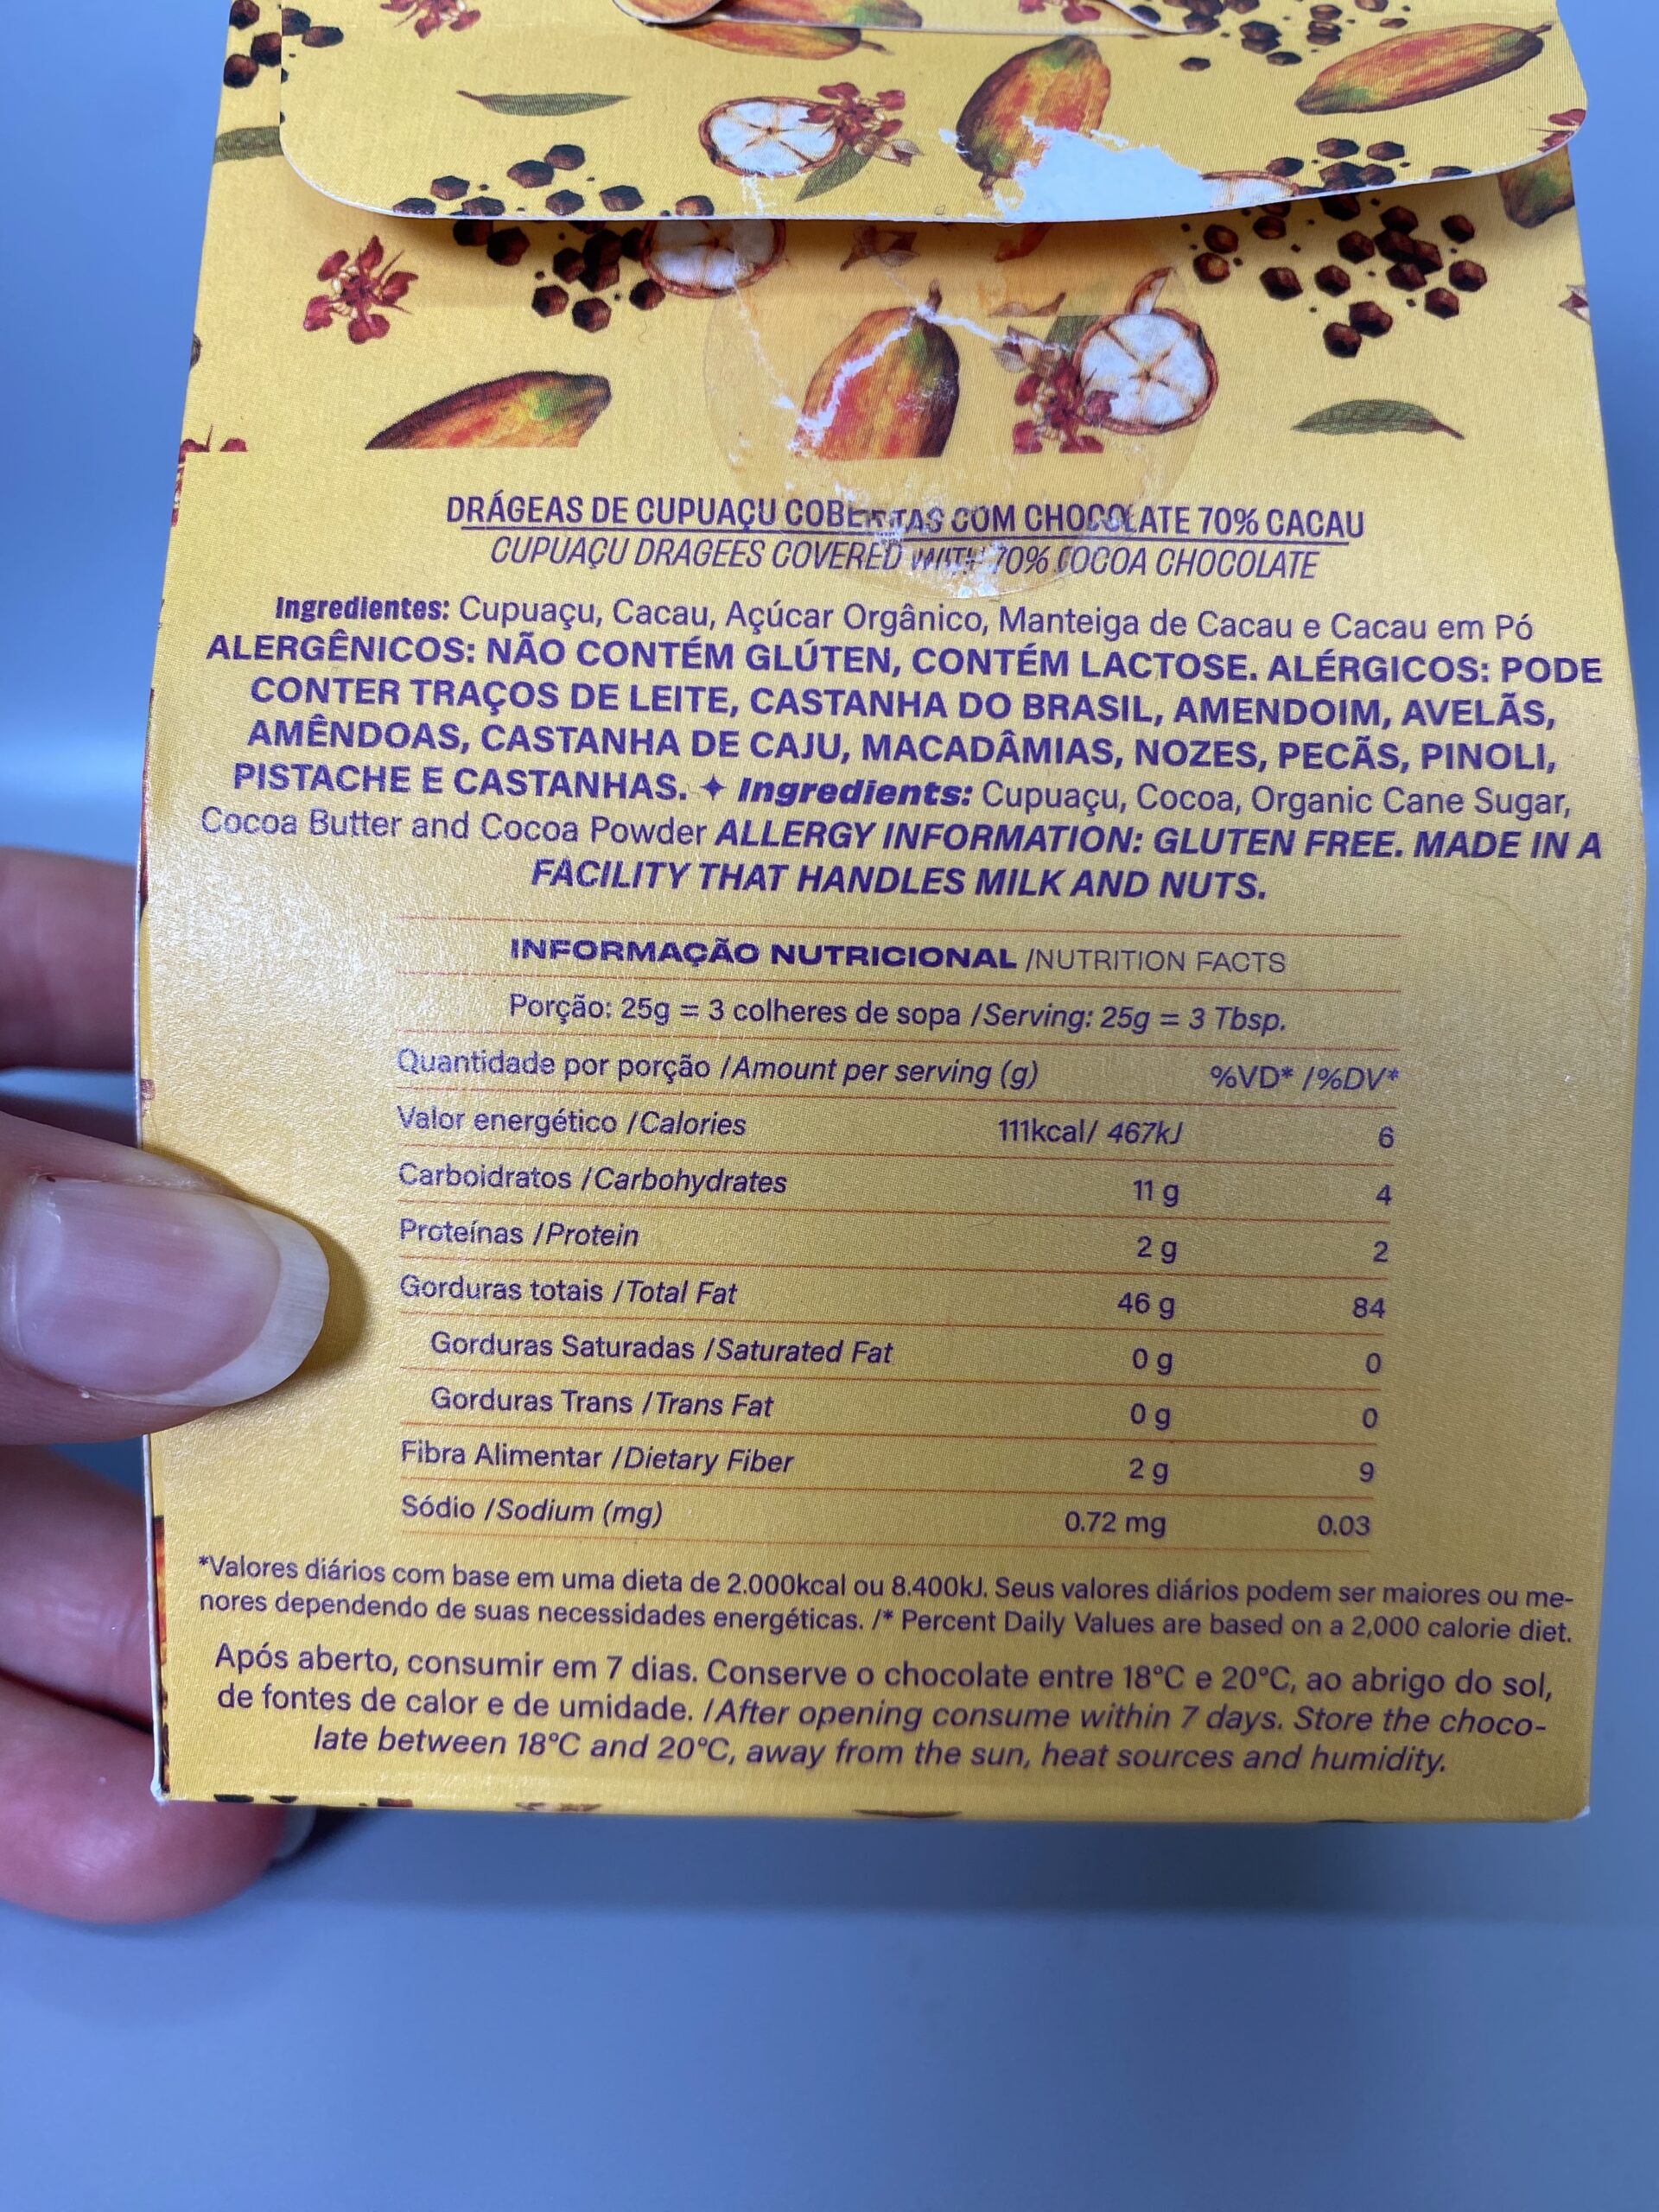 DRÁGEAS DE CUPUAÇU COBERTAS COM CHOCOLATE 70% CACAU
CUPUAÇU DRAGEES COVERED WITH 70% COCOA CHOCOLATE
Ingredientes: Cupuaçu, Cacau, Açúcar Orgânico, Manteiga de Cacau e Cacau em Pó
ALERGÊNICOS: NÃO CONTÉM GLÚTEN, CONTÉM LACTOSE. ALÉRGICOS: PODE
CONTER TRAÇOS DE LEITE, CASTANHA DO BRASIL, AMENDOIM, AVELÃS,
AMÊNDOAS, CASTANHA DE CAJU, MACADÂMIAS, NOZES, PECÃS, PINOLI,
PISTACHE E CASTANHAS. ✦ Ingredients: Cupuaçu, Cocoa, Organic Cane Sugar,
Cocoa Butter and Cocoa Powder ALLERGY INFORMATION: GLUTEN FREE. MADE IN A
FACILITY THAT HANDLES MILK AND NUTS.
INFORMAÇÃO NUTRICIONAL /NUTRITION FACTS
Porção: 25g = 3 colheres de sopa /Serving: 25g = 3 Tbsp.
Quantidade por porção /Amount per serving (g) %VD* /%DV*
Valor energético /Calories 111kcal/ 467kJ 6
Carboidratos /Carbohydrates 11 g 4
Proteínas /Protein 2 g 2
Gorduras totais /Total Fat 46 g 84
Gorduras Saturadas /Saturated Fat 0 g 0
Gorduras Trans /Trans Fat 0 g 0
Fibra Alimentar /Dietary Fiber 2 g 9
Sódio /Sodium (mg) 0.72 mg 0.03
*Valores diários com base em uma dieta de 2.000kcal ou 8.400kJ. Seus valores diários podem ser maiores ou me-
nores dependendo de suas necessidades energéticas. /* Percent Daily Values are based on a 2,000 calorie diet.
Após aberto, consumir em 7 dias. Conserve o chocolate entre 18°C e 20°C, ao abrigo do sol,
de fontes de calor e de umidade. /After opening consume within 7 days. Store the choco-
late between 18°C and 20°C, away from the sun, heat sources and humidity.